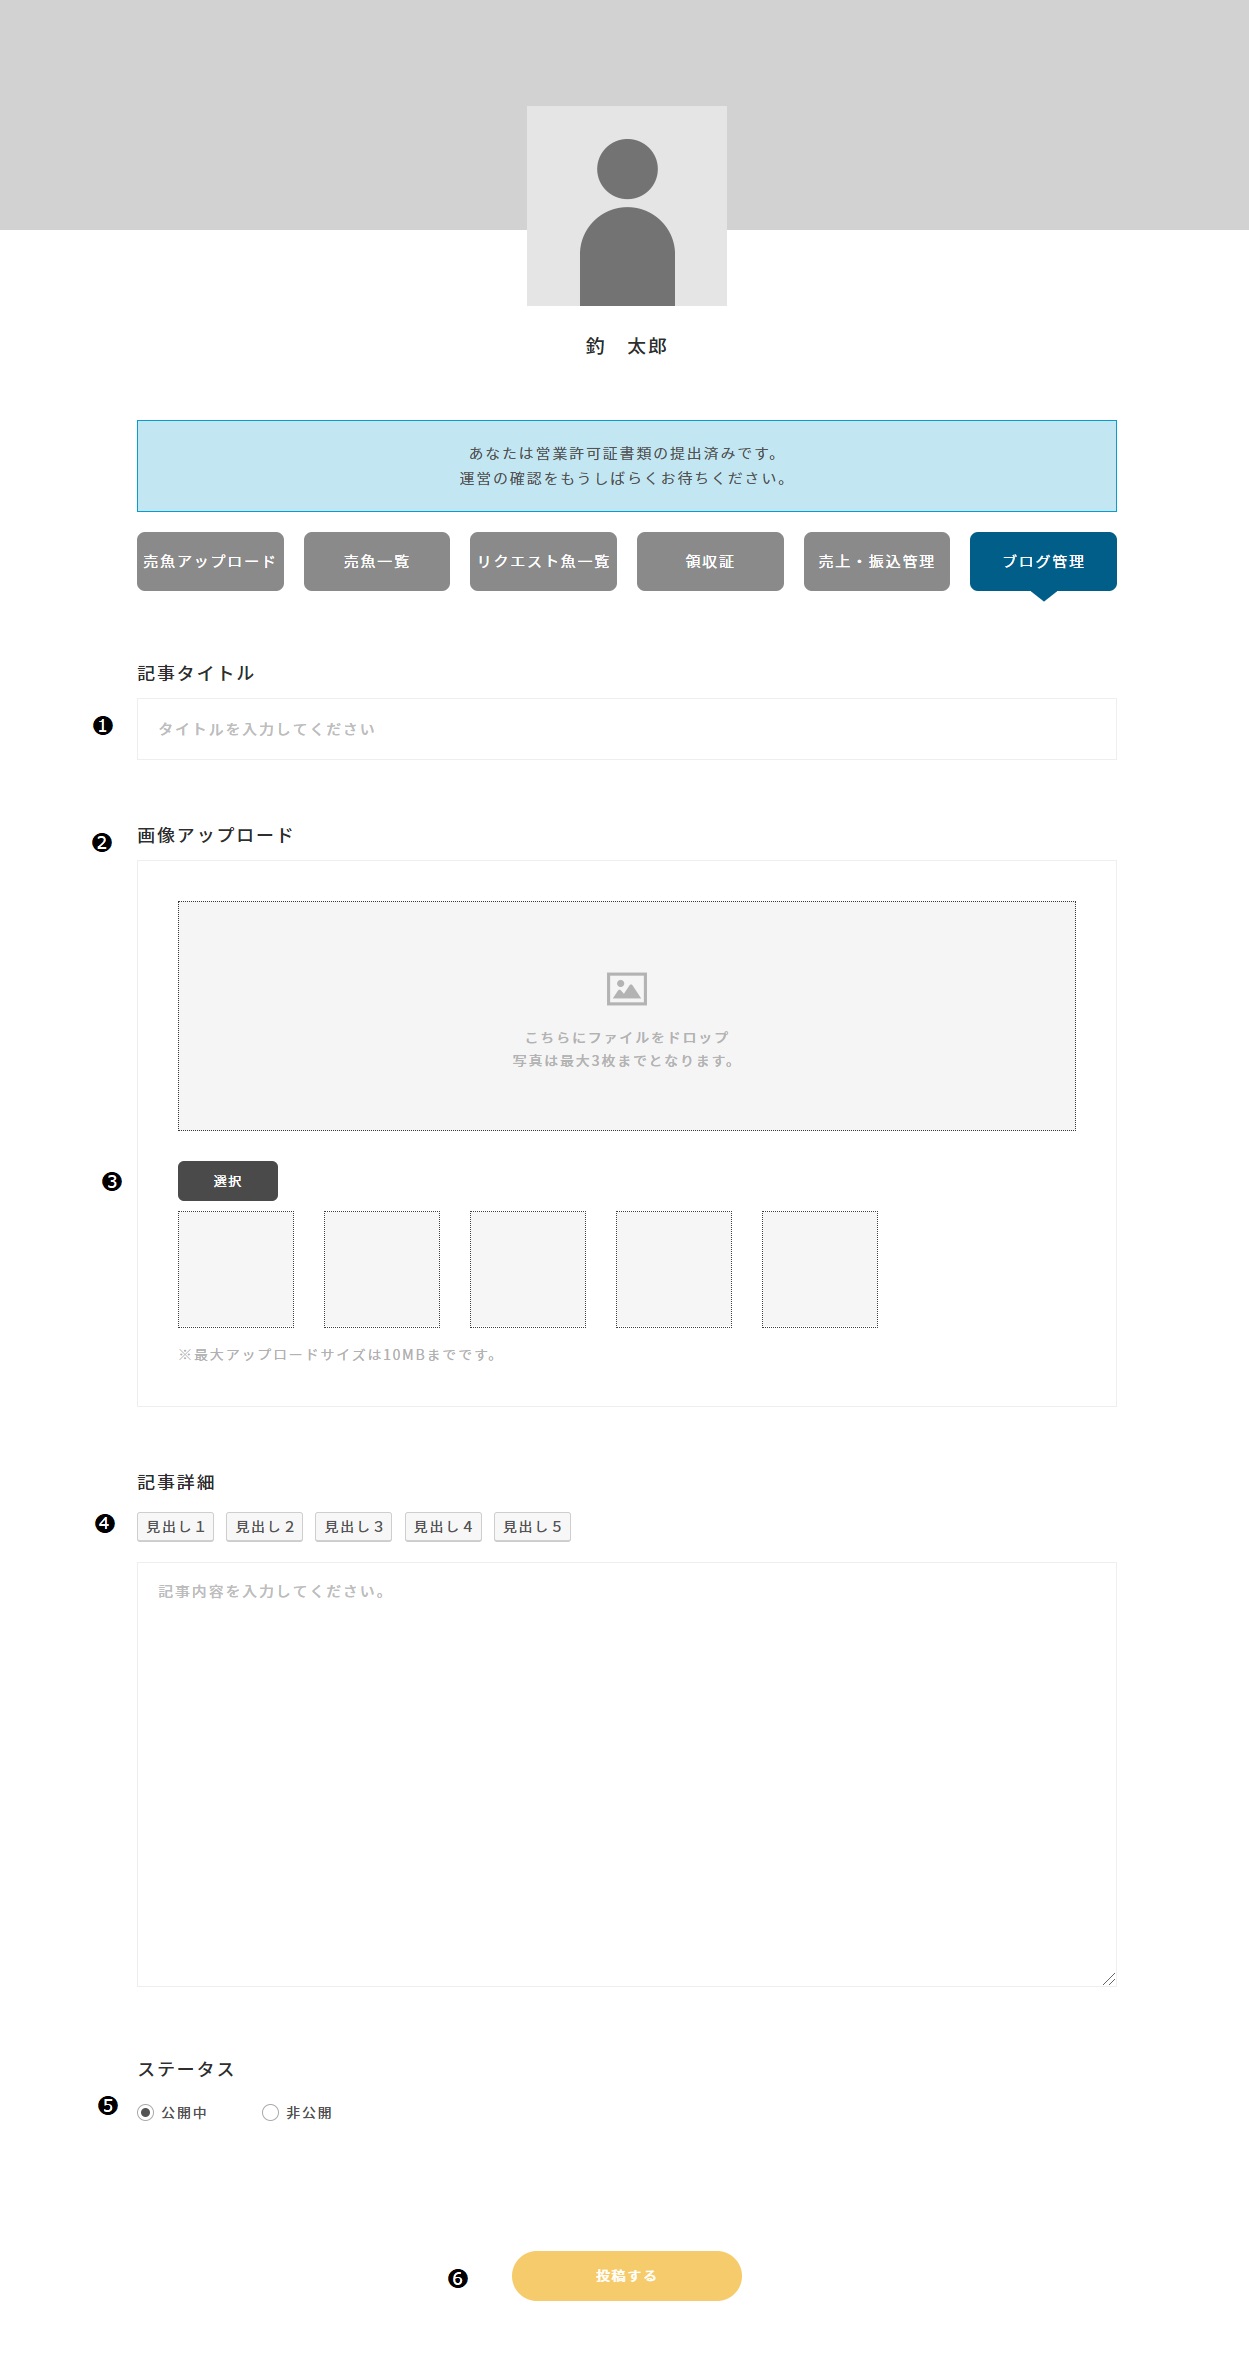 釣　太郎
あなたは営業許可証書類の提出済みです。
運営の確認をもうしばらくお待ちください。
売魚アップロード 売魚一覧 リクエスト魚一覧 領収証 売上・振込管理 ブログ管理
記事タイトル
❶ タイトルを入力してください
❷ 画像アップロード
こちらにファイルをドロップ
写真は最大3枚までとなります。
❸ 選択
※最大アップロードサイズは10MBまでです。
記事詳細
❹ 見出し１ 見出し２ 見出し３ 見出し４ 見出し５
記事内容を入力してください。
ステータス
❺ 公開中 非公開
❻ 投稿する